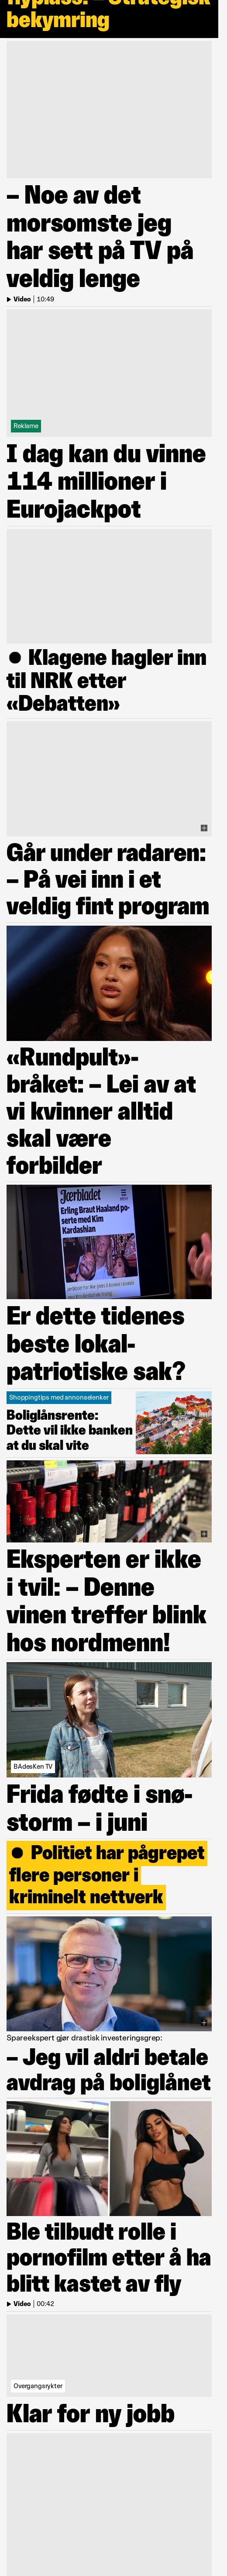 bekymring
– Noe av det
morsomste jeg
har sett på TV på
veldig lenge
Video | 10:49
Reklame
I dag kan du vinne
114 millioner i
Eurojackpot
● Klagene hagler inn
til NRK etter
«Debatten»
Går under radaren:
– På vei inn i et
veldig fint program
«Rundpult»-
bråket: – Lei av at
vi kvinner alltid
skal være
forbilder
Jærbladet
Erling Braut Haaland po-
serte med Kim
Kardashian
Er dette tidenes
beste lokal-
patriotiske sak?
Shoppingtips med annonselenker
Boliglånsrente:
Dette vil ikke banken
at du skal vite
Eksperten er ikke
i tvil: – Denne
vinen treffer blink
hos nordmenn!
BAdesKen TV
Frida fødte i snø-
storm – i juni
● Politiet har pågrepet
flere personer i
kriminelt nettverk
Spareekspert gjør drastisk investeringsgrep:
– Jeg vil aldri betale
avdrag på boliglånet
Ble tilbudt rolle i
pornofilm etter å ha
blitt kastet av fly
Video | 00:42
Overgangsrykter
Klar for ny jobb